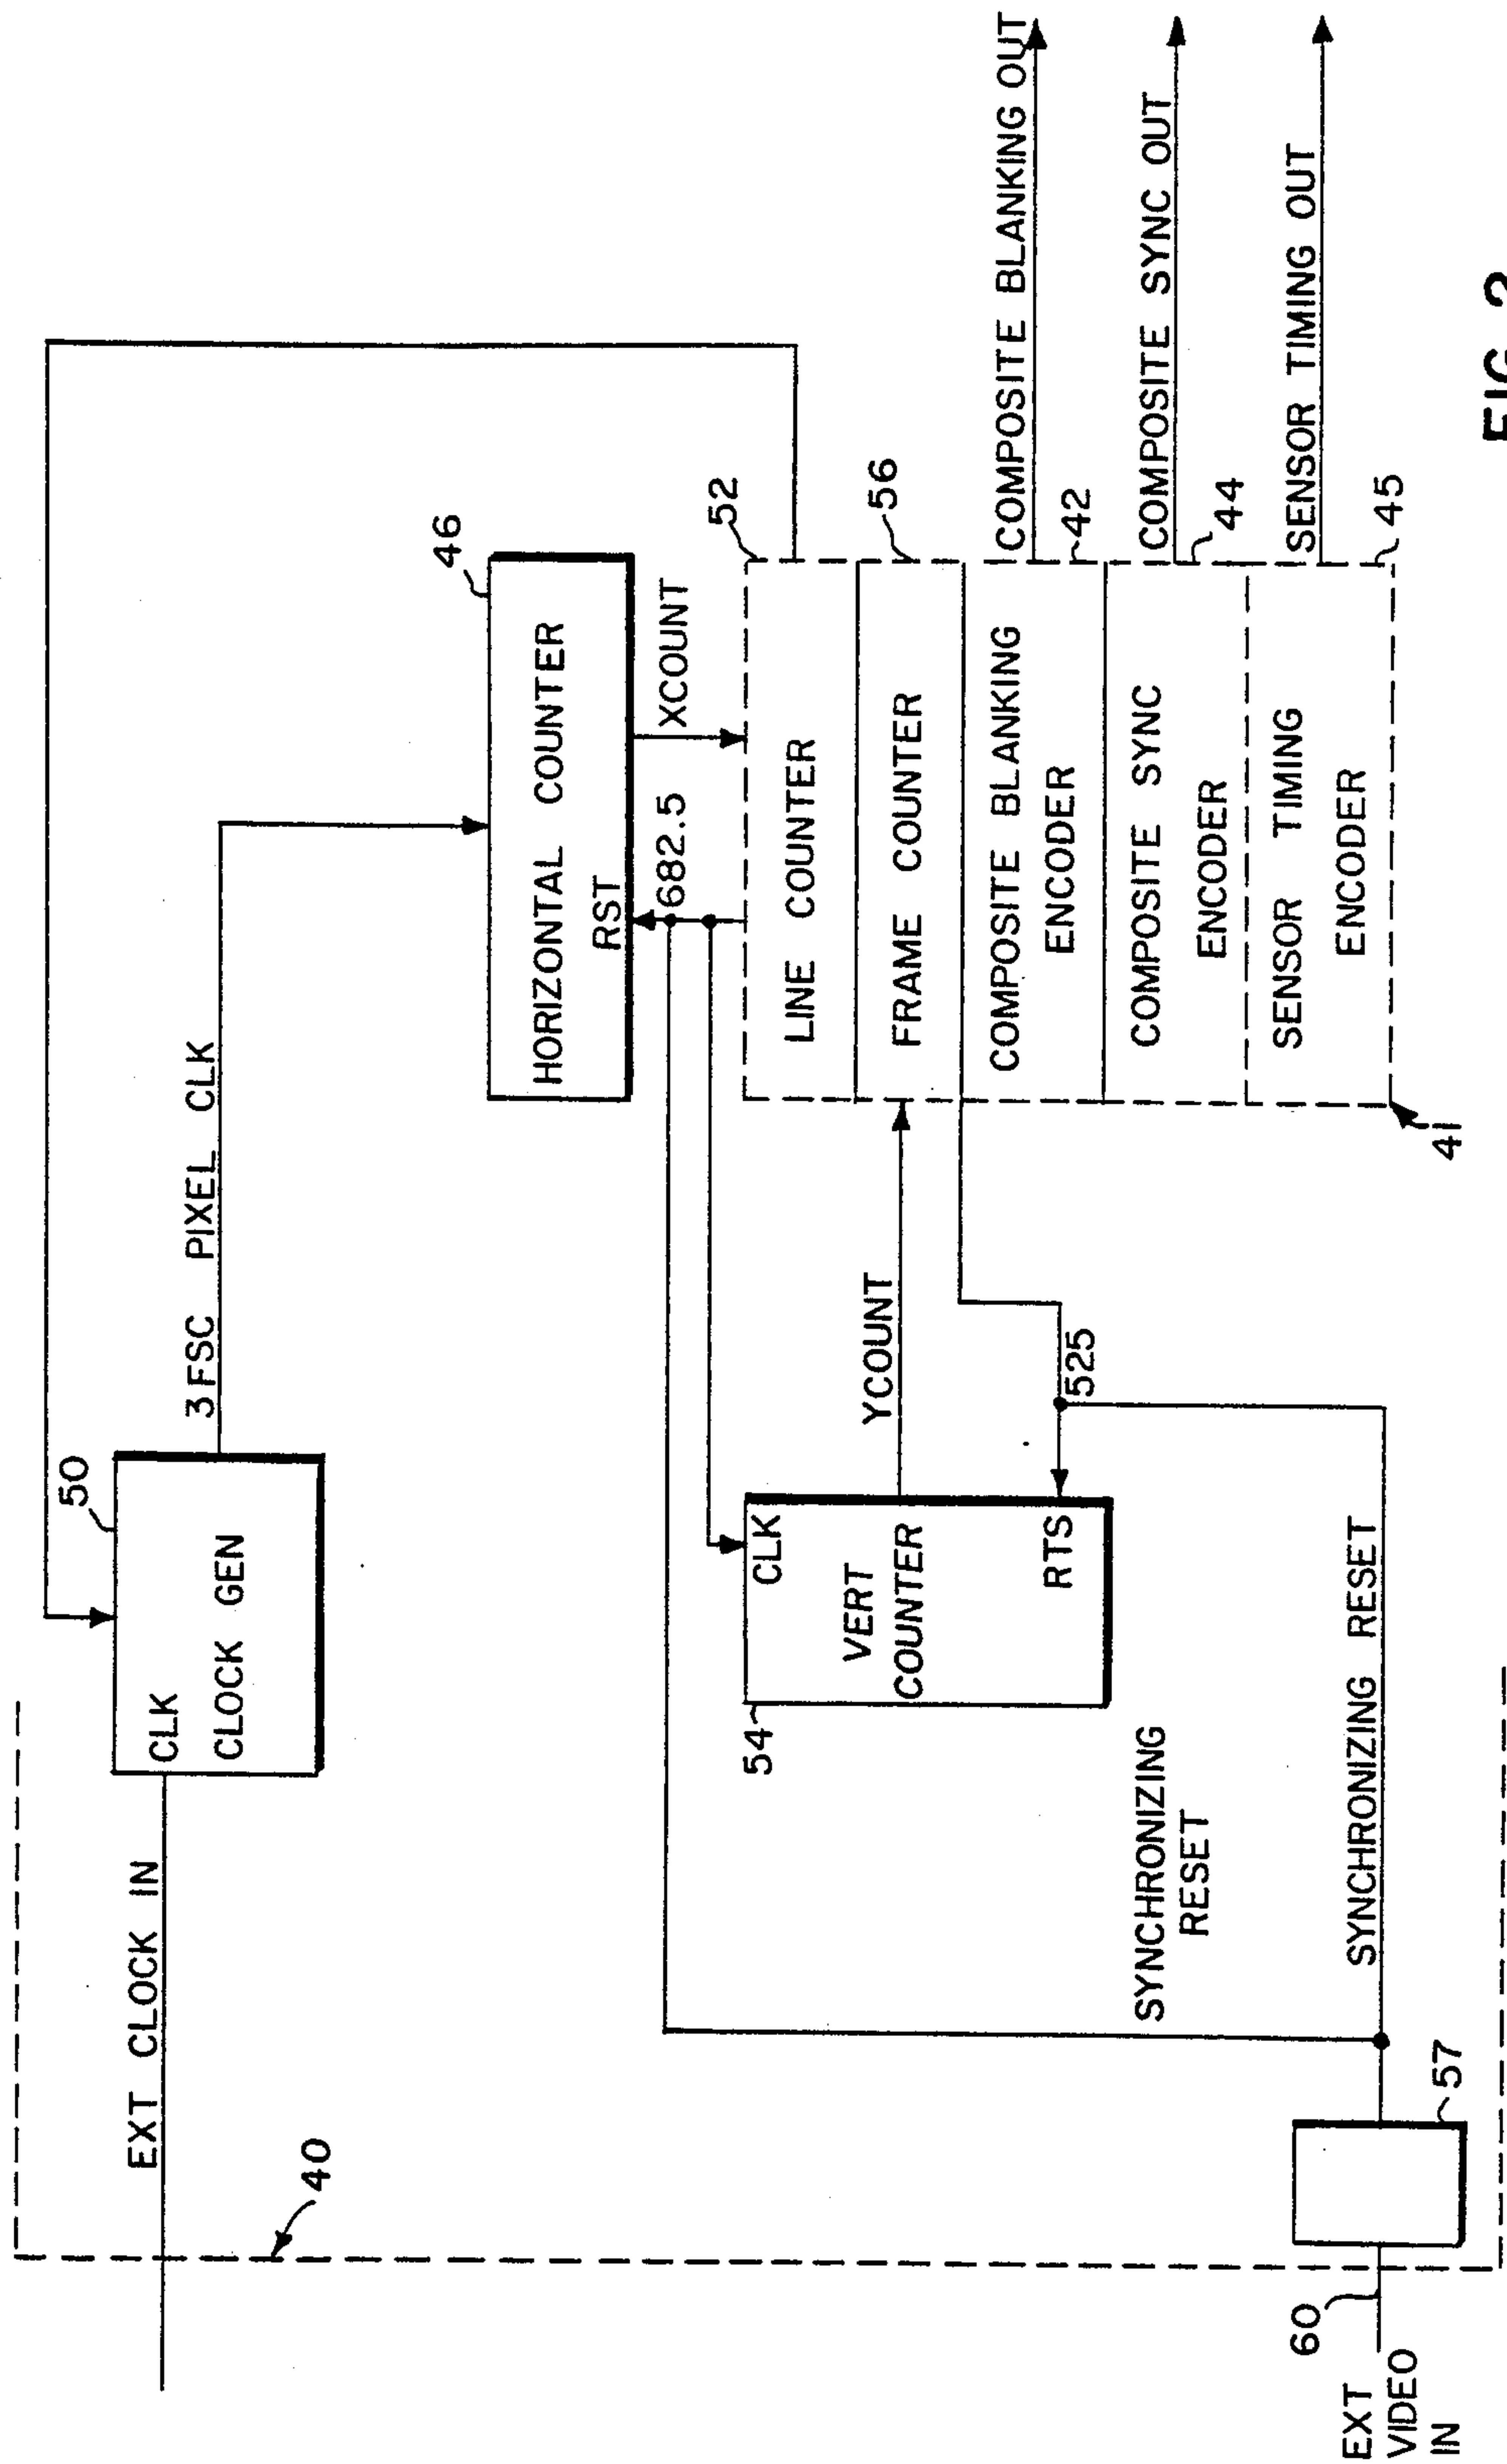 EXT CLOCK IN
40
50
CLK
CLOCK GEN
3FSC PIXEL CLK
46
HORIZONTAL COUNTER
RST
682.5
XCOUNT
52
LINE COUNTER
56
FRAME COUNTER
COMPOSITE BLANKING
ENCODER
42
COMPOSITE BLANKING OUT
COMPOSITE SYNC
ENCODER
44
COMPOSITE SYNC OUT
SENSOR TIMING
ENCODER
45
SENSOR TIMING OUT
41
YCOUNT
525
54
CLK
VERT
COUNTER
RTS
SYNCHRONIZING
RESET
SYNCHRONIZING RESET
57
60
EXT
VIDEO
IN